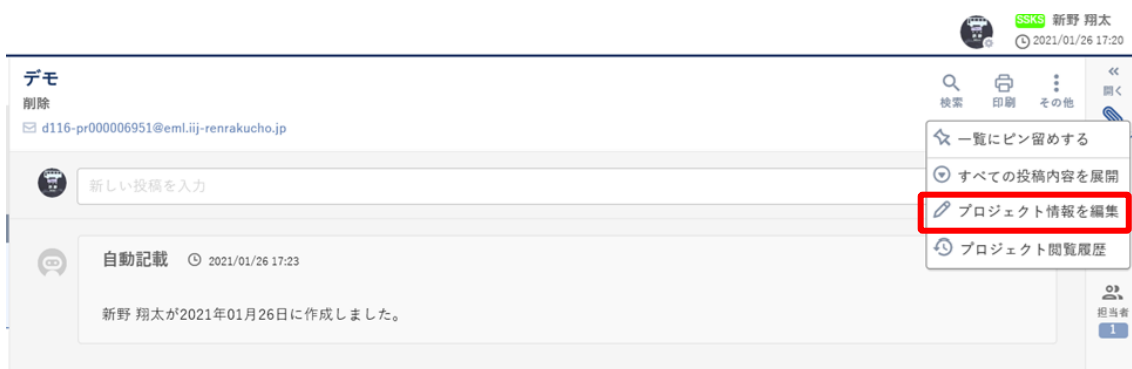 SSKS 新野 翔太
2021/01/26 17:20
デモ
削除
d116-pr000006951@eml.iij-renrakucho.jp
検索
印刷
その他
開く
一覧にピン留めする
すべての投稿内容を展開
プロジェクト情報を編集
プロジェクト閲覧履歴
新しい投稿を入力
自動記載 2021/01/26 17:23
新野 翔太が2021年01月26日に作成しました。
担当者
1